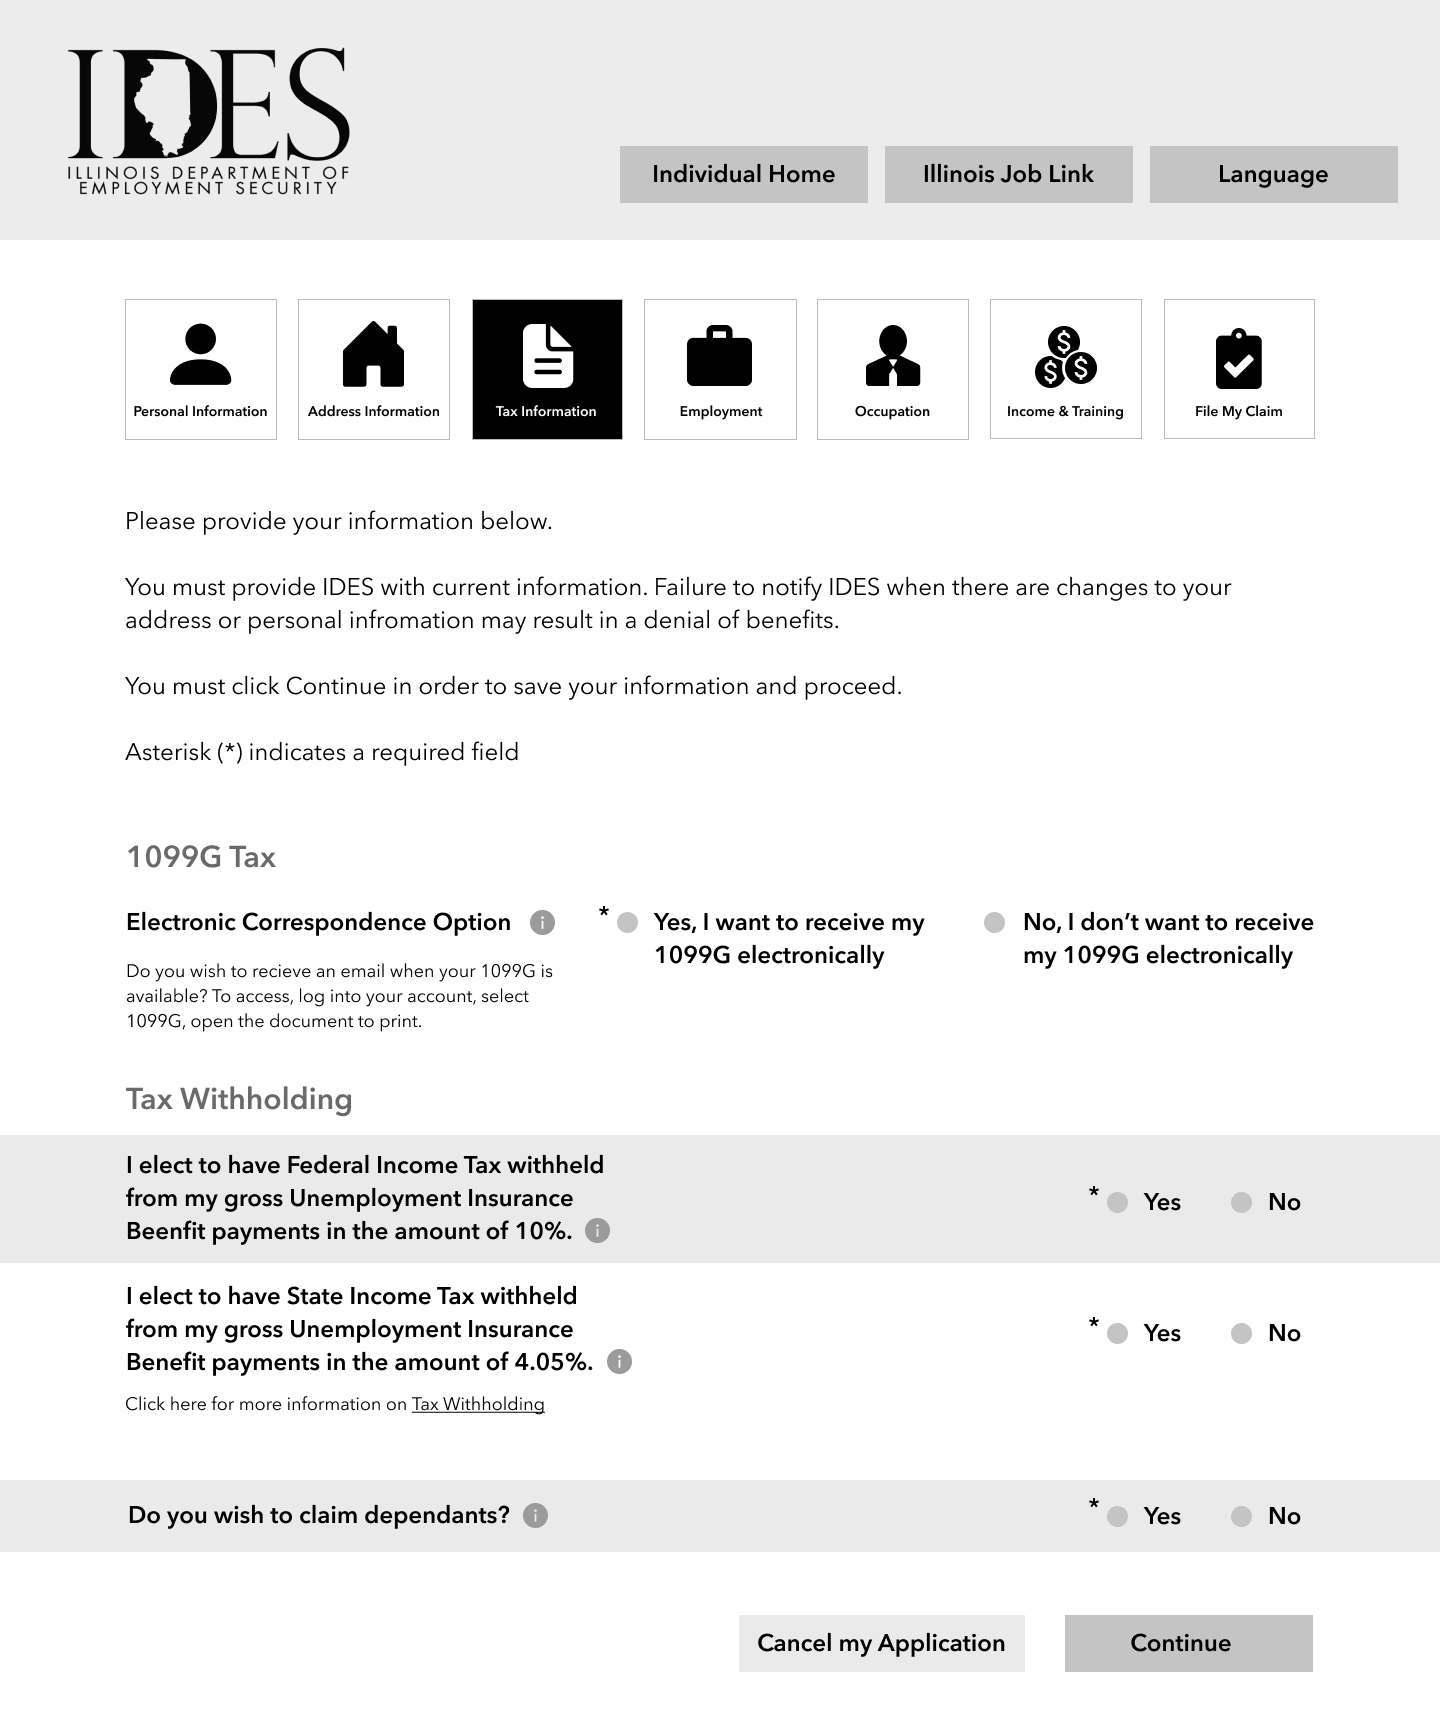 IDES
ILLINOIS DEPARTMENT OF
EMPLOYMENT SECURITY
Individual Home
Illinois Job Link
Language
Personal Information
Address Information
Tax Information
Employment
Occupation
Income & Training
File My Claim
Please provide your information below.
You must provide IDES with current information. Failure to notify IDES when there are changes to your
address or personal infromation may result in a denial of benefits.
You must click Continue in order to save your information and proceed.
Asterisk (*) indicates a required field
1099G Tax
Electronic Correspondence Option i
Do you wish to recieve an email when your 1099G is
available? To access, log into your account, select
1099G, open the document to print.
* Yes, I want to receive my
1099G electronically
No, I don’t want to receive
my 1099G electronically
Tax Withholding
I elect to have Federal Income Tax withheld
from my gross Unemployment Insurance
Beenfit payments in the amount of 10%. i
* Yes No
I elect to have State Income Tax withheld
from my gross Unemployment Insurance
Benefit payments in the amount of 4.05%. i
* Yes No
Click here for more information on Tax Withholding
Do you wish to claim dependants? i
* Yes No
Cancel my Application
Continue